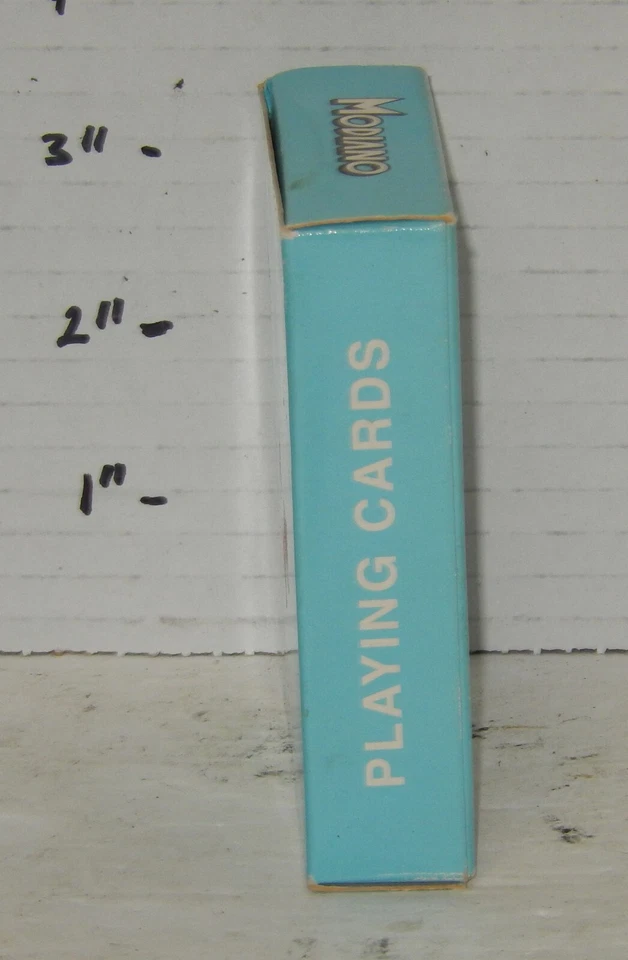 MODIANO
3" -
2" -
1" -
PLAYING CARDS